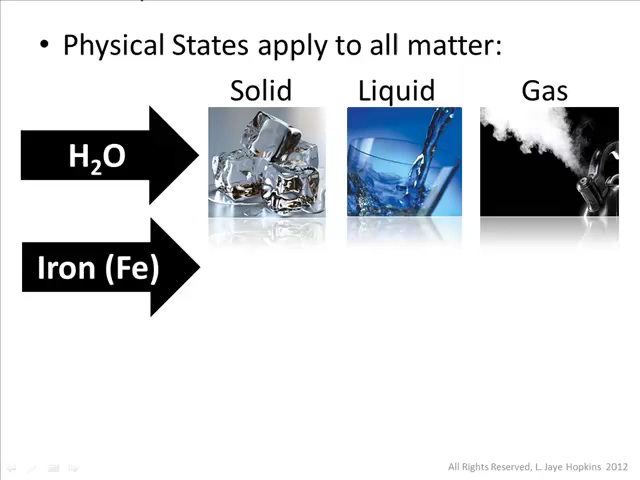 • Physical States apply to all matter:
Solid Liquid Gas
H₂O
Iron (Fe)
All Rights Reserved, L. Jaye Hopkins 2012